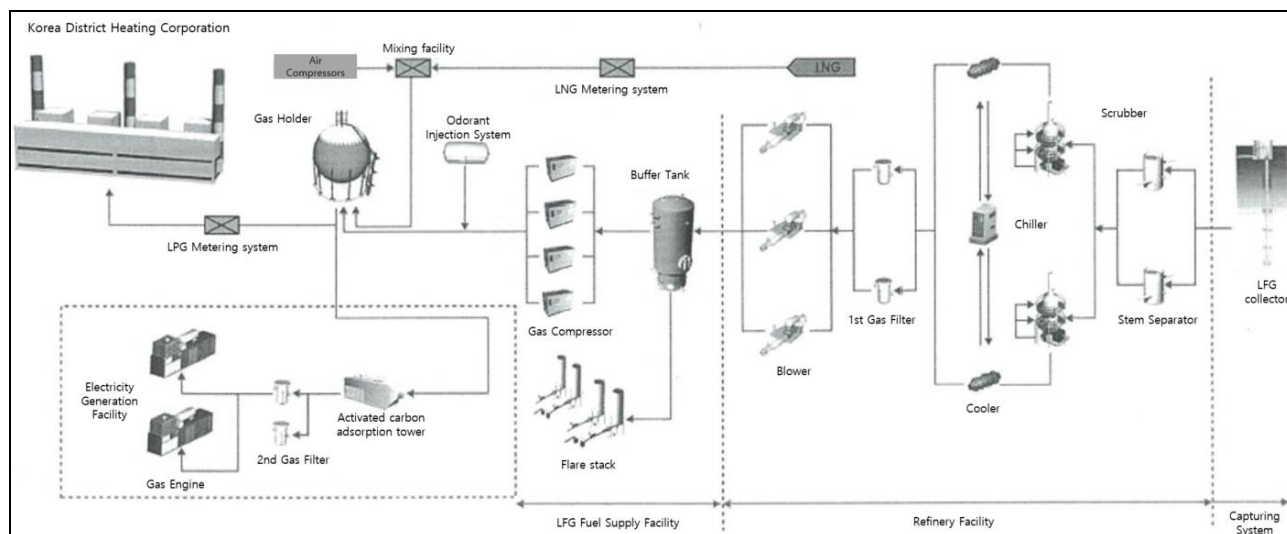 Korea District Heating Corporation
Air
Compressors
Mixing facility
LNG Metering system
LNG
Gas Holder
Odorant
Injection System
Scrubber
Buffer Tank
LPG Metering system
Chiller
LFG
collector
Gas Compressor
1st Gas Filter
Stem Separator
Blower
Cooler
Electricity
Generation
Facility
Activated carbon
adsorption tower
2nd Gas Filter
Flare stack
Gas Engine
LFG Fuel Supply Facility
Refinery Facility
Capturing
System